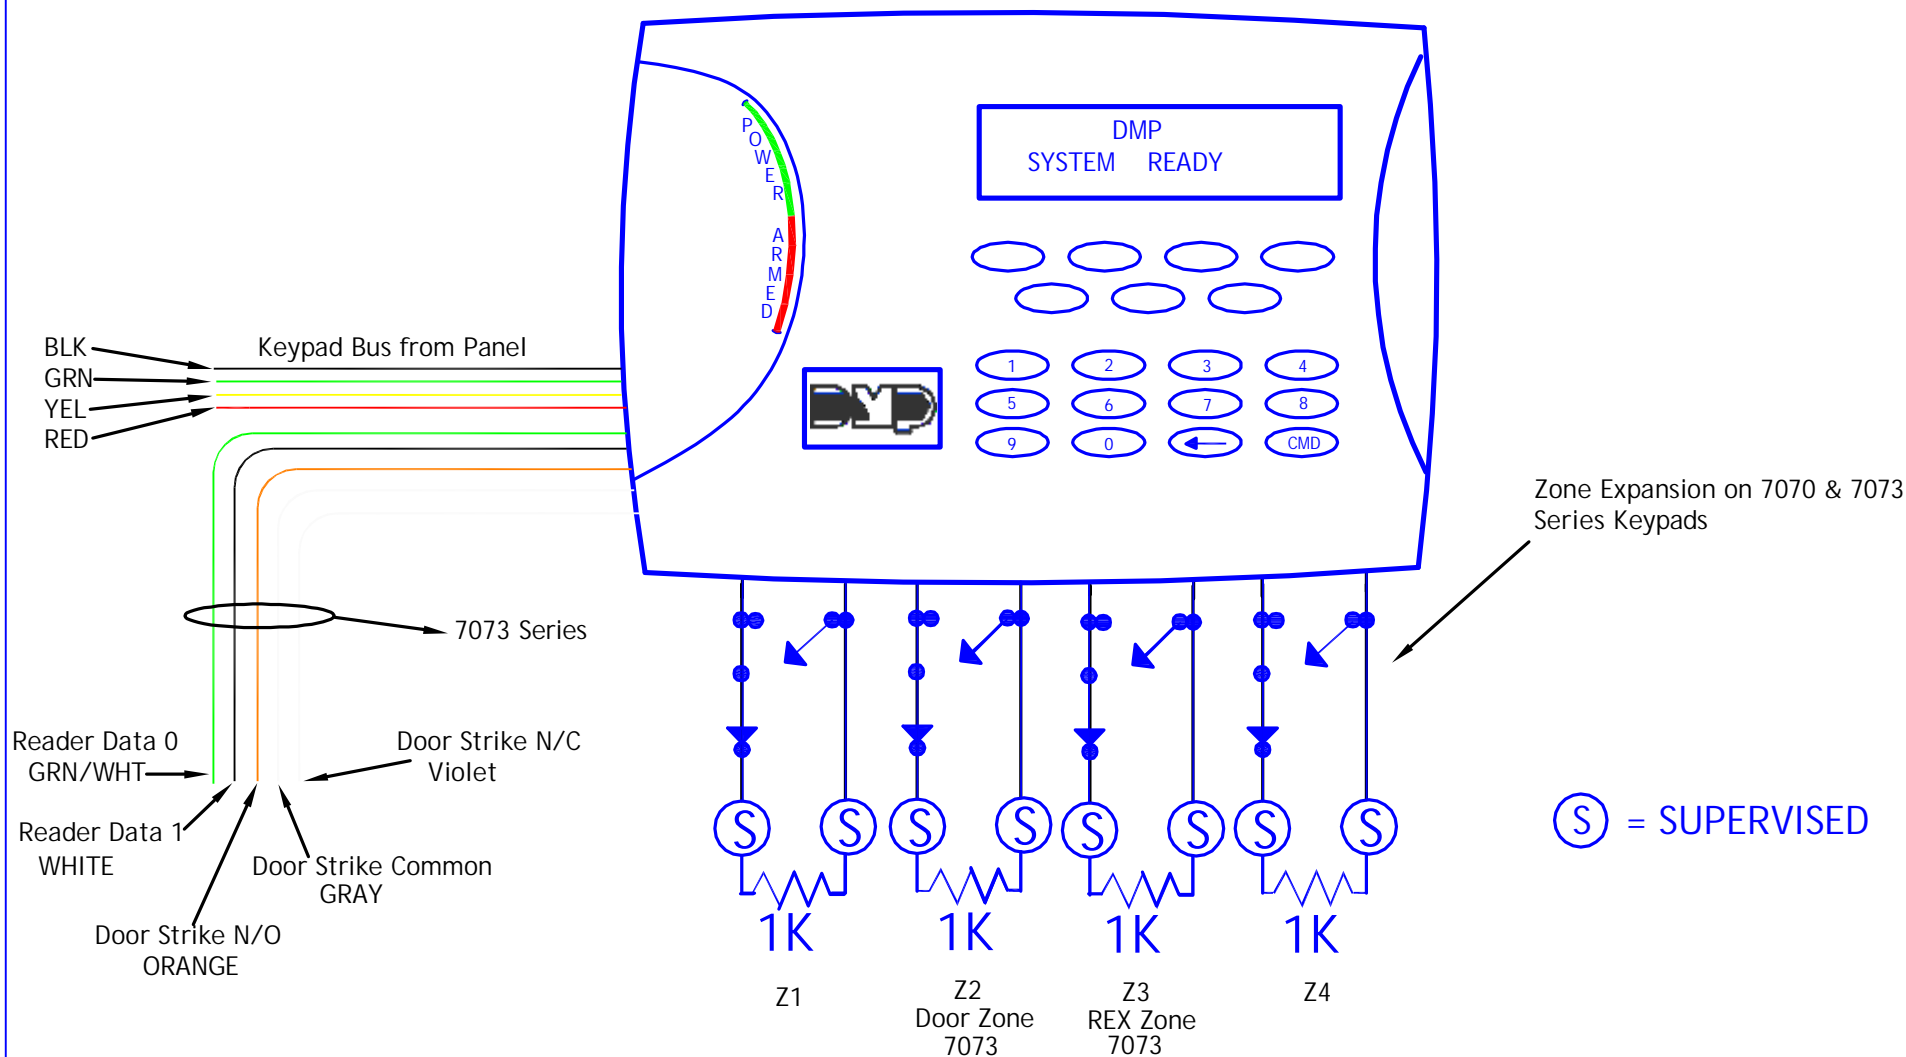 DMP
SYSTEM READY
POWER
ARMED
BLK
GRN
YEL
RED
Keypad Bus from Panel
DMP
1 2 3 4
5 6 7 8
9 0 CMD
Zone Expansion on 7070 & 7073
Series Keypads
7073 Series
Reader Data 0
GRN/WHT
Reader Data 1
WHITE
Door Strike N/O
ORANGE
Door Strike Common
GRAY
Door Strike N/C
Violet
S S S S S S S S
1K 1K 1K 1K
Z1
Z2
Door Zone
7073
Z3
REX Zone
7073
Z4
S = SUPERVISED